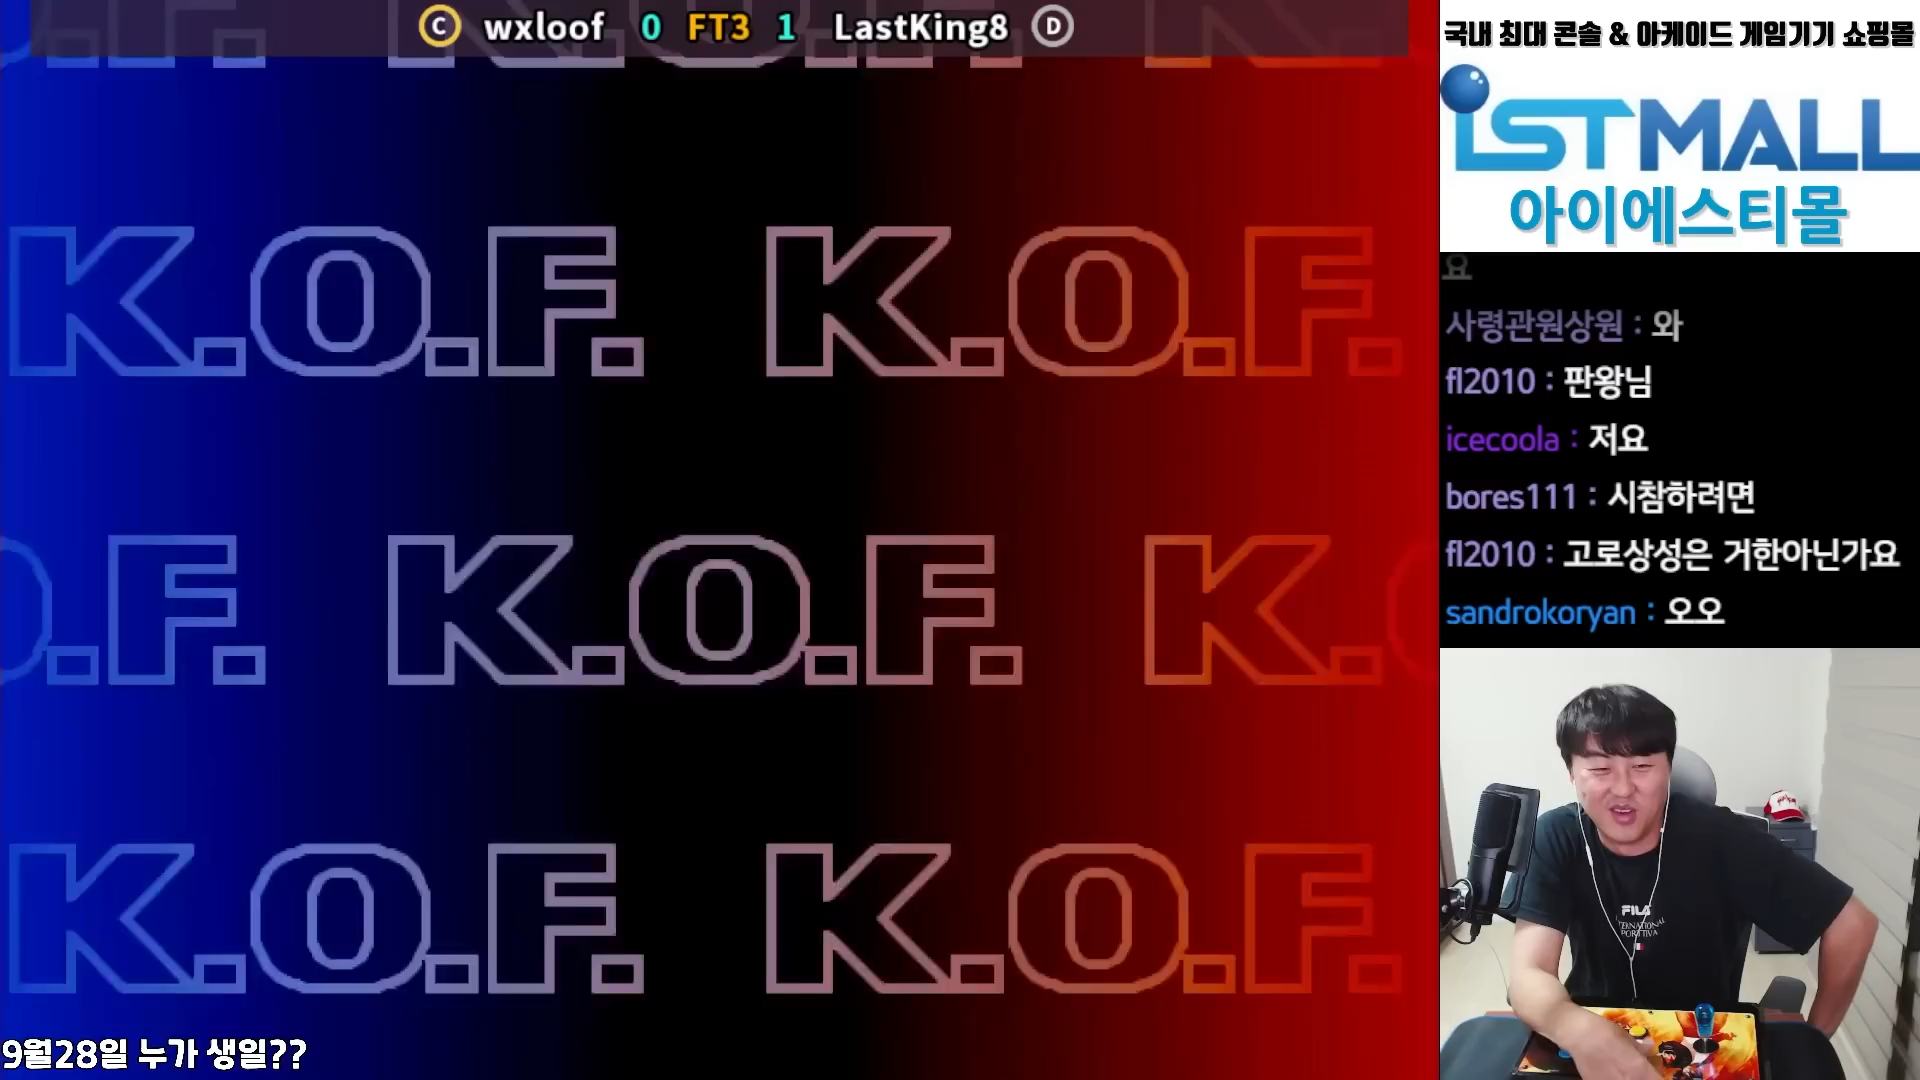 C wxloof 0 FT3 1 LastKing8 D
K.O.F. K.O.F.
O.F. K.O.F. K.
K.O.F. K.O.F.
9월28일 누가 생일??
국내 최대 콘솔 & 아케이드 게임기기 쇼핑몰
iSTMALL
아이에스티몰
요
사령관원상원 : 와
fl2010 : 판왕님
icecoola : 저요
bores111 : 시참하려면
fl2010 : 고로상성은 거한아닌가요
sandrokoryan : 오오
FILA